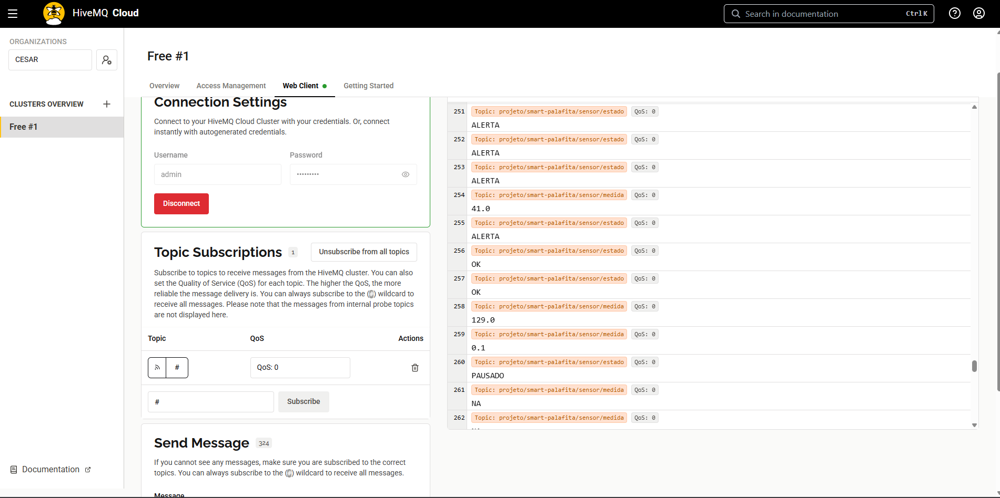 HiveMQ Cloud
Search in documentation
Ctrl K
ORGANIZATIONS
CESAR
CLUSTERS OVERVIEW
Free #1
Documentation
Free #1
Overview
Access Management
Web Client
Getting Started
Connection Settings
Connect to your HiveMQ Cloud Cluster with your credentials. Or, connect
instantly with autogenerated credentials.
Username
Password
admin
•••••••••
Disconnect
Topic Subscriptions 1
Unsubscribe from all topics
Subscribe to topics to receive messages from the HiveMQ cluster. You can also
set the Quality of Service (QoS) for each topic. The higher the QoS, the more
reliable the message delivery is. You can always subscribe to the (#) wildcard to
receive all messages. Please note that the messages from internal probe topics
are not displayed here.
Topic
QoS
Actions
#
QoS: 0
#
Subscribe
Send Message 324
If you cannot see any messages, make sure you are subscribed to the correct
topics. You can always subscribe to the (#) wildcard to receive all messages.
Message
251 Topic: projeto/smart-palafita/sensor/estado QoS: 0
ALERTA
252 Topic: projeto/smart-palafita/sensor/estado QoS: 0
ALERTA
253 Topic: projeto/smart-palafita/sensor/estado QoS: 0
ALERTA
254 Topic: projeto/smart-palafita/sensor/medida QoS: 0
41.0
255 Topic: projeto/smart-palafita/sensor/estado QoS: 0
ALERTA
256 Topic: projeto/smart-palafita/sensor/estado QoS: 0
OK
257 Topic: projeto/smart-palafita/sensor/estado QoS: 0
OK
258 Topic: projeto/smart-palafita/sensor/medida QoS: 0
129.0
259 Topic: projeto/smart-palafita/sensor/medida QoS: 0
0.1
260 Topic: projeto/smart-palafita/sensor/estado QoS: 0
PAUSADO
261 Topic: projeto/smart-palafita/sensor/medida QoS: 0
NA
262 Topic: projeto/smart-palafita/sensor/medida QoS: 0